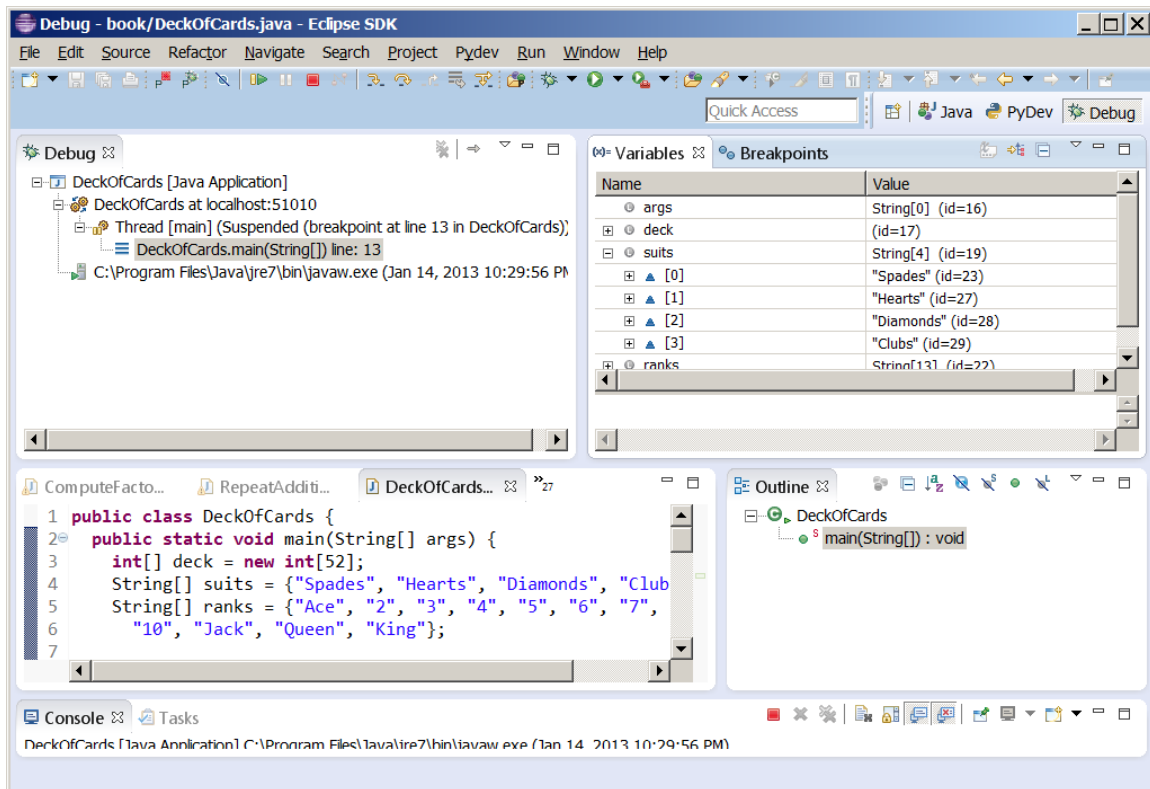 Debug - book/DeckOfCards.java - Eclipse SDK
File Edit Source Refactor Navigate Search Project Pydev Run Window Help
Quick Access
Java PyDev Debug
Debug
DeckOfCards [Java Application]
DeckOfCards at localhost:51010
Thread [main] (Suspended (breakpoint at line 13 in DeckOfCards))
DeckOfCards.main(String[]) line: 13
C:\Program Files\Java\jre7\bin\javaw.exe (Jan 14, 2013 10:29:56 PM
(x)= Variables Breakpoints
Name Value
args String[0] (id=16)
deck (id=17)
suits String[4] (id=19)
[0] "Spades" (id=23)
[1] "Hearts" (id=27)
[2] "Diamonds" (id=28)
[3] "Clubs" (id=29)
ranks String[13] (id=22)
ComputeFacto... RepeatAdditi... DeckOfCards... »27
1 public class DeckOfCards {
2 public static void main(String[] args) {
3 int[] deck = new int[52];
4 String[] suits = {"Spades", "Hearts", "Diamonds", "Club
5 String[] ranks = {"Ace", "2", "3", "4", "5", "6", "7",
6 "10", "Jack", "Queen", "King"};
7
Outline
DeckOfCards
main(String[]) : void
Console Tasks
DeckOfCards [Java Application] C:\Program Files\Java\jre7\bin\javaw.exe (Jan 14, 2013 10:29:56 PM)